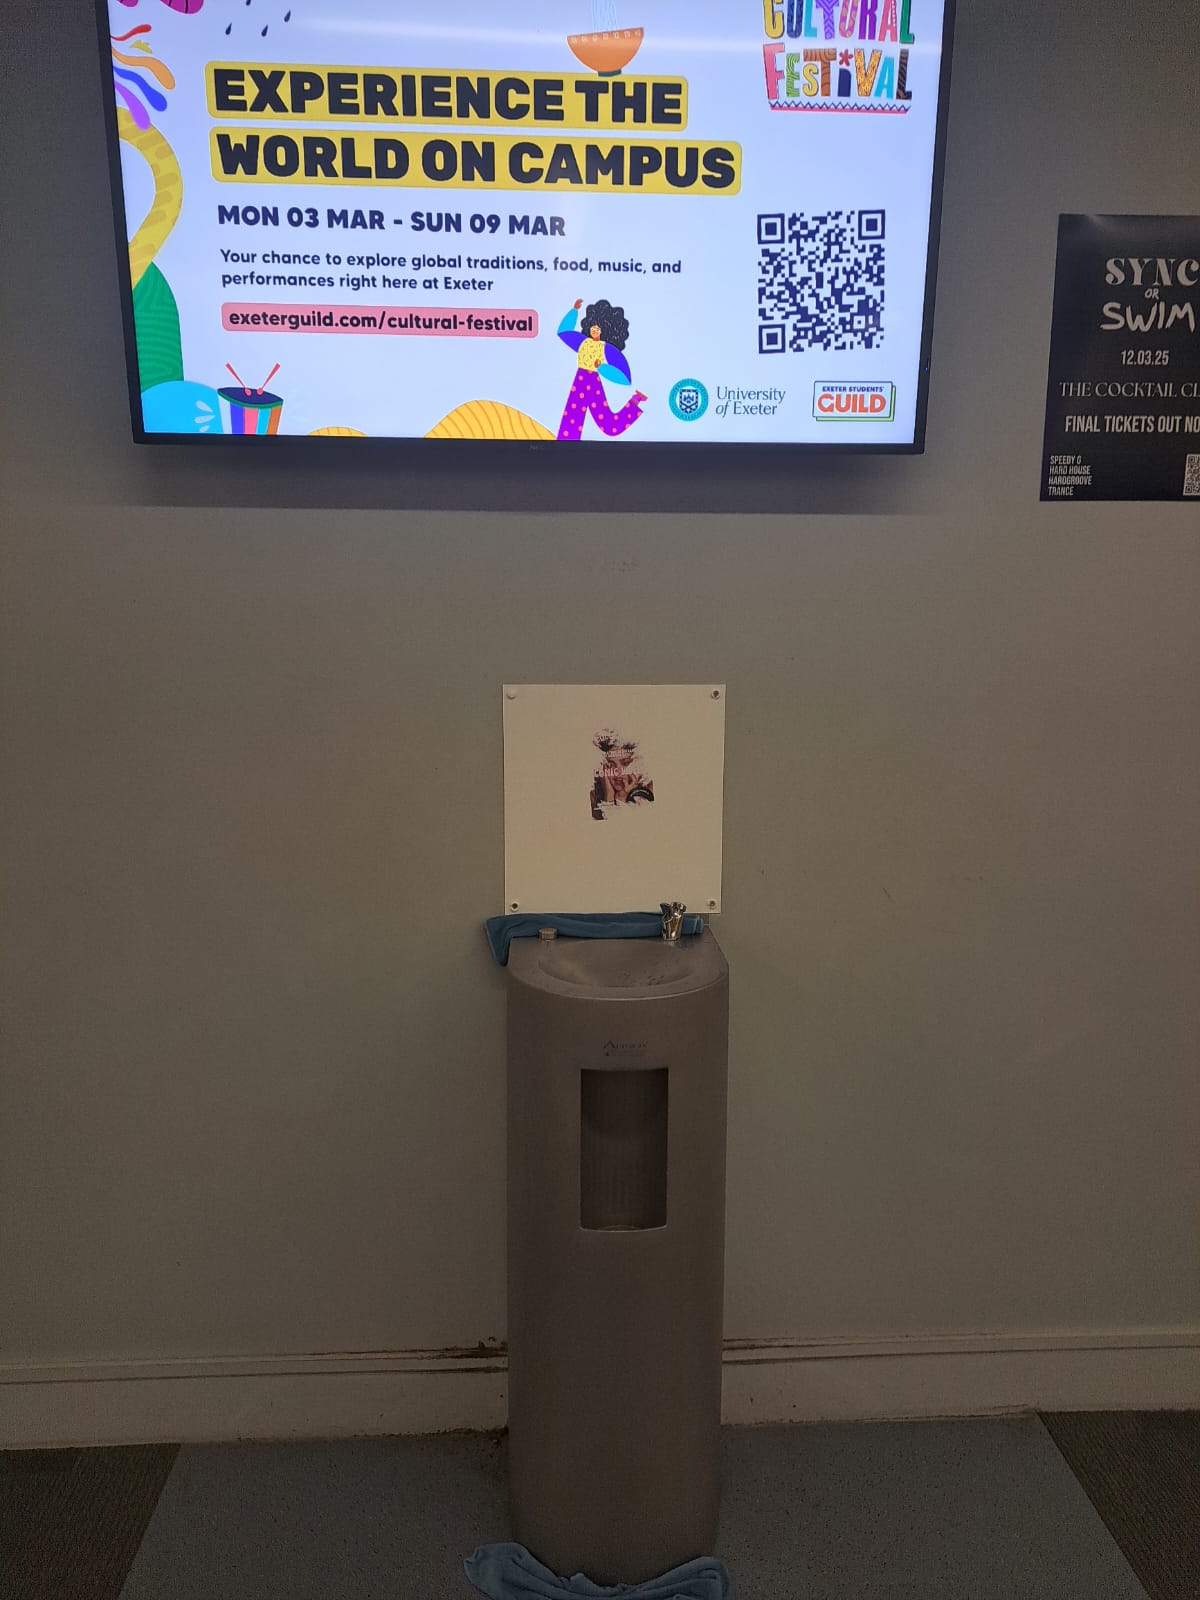 CULTURAL
FESTIVAL
EXPERIENCE THE
WORLD ON CAMPUS
MON 03 MAR - SUN 09 MAR
Your chance to explore global traditions, food, music, and
performances right here at Exeter
exeterguild.com/cultural-festival
University
of Exeter
EXETER STUDENTS'
GUILD
SYNC
OR
SWIM
12.03.25
THE COCKTAIL
FINAL TICKETS OUT
SPEEDY G
HARD HOUSE
HARDGROOVE
TRANCE